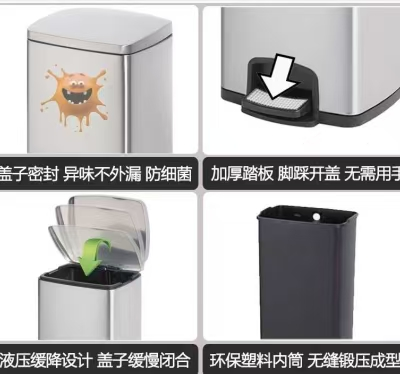 盖子密封 异味不外漏 防细菌
加厚踏板 脚踩开盖 无需用手
液压缓降设计 盖子缓慢闭合
环保塑料内筒 无缝锻压成型